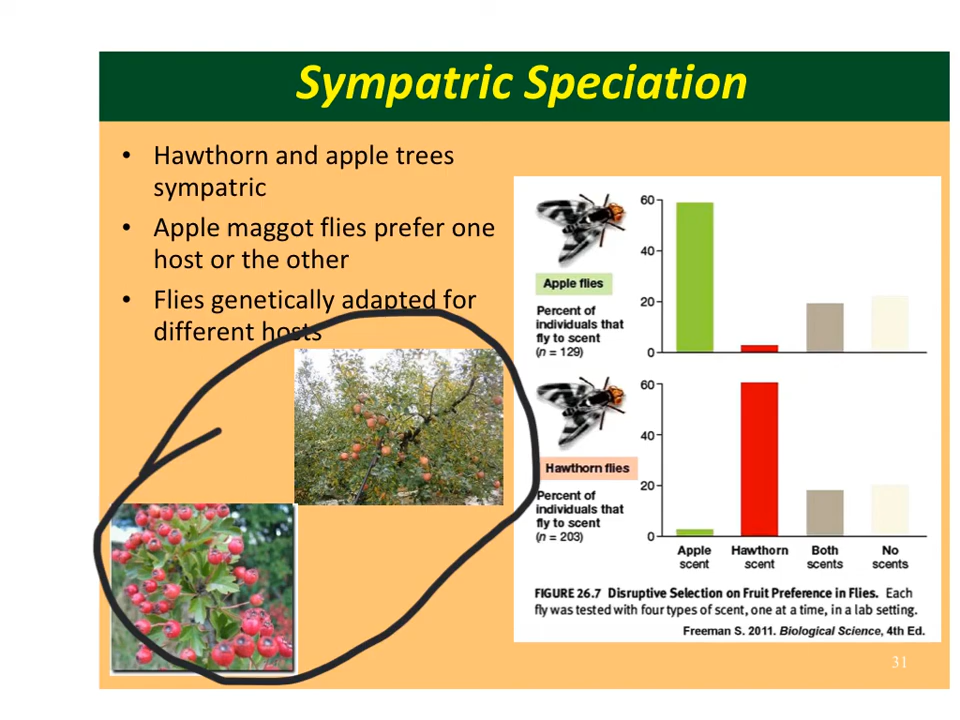 Sympatric Speciation
• Hawthorn and apple trees
sympatric
• Apple maggot flies prefer one
host or the other
• Flies genetically adapted for
different hosts
Apple flies
Percent of
individuals that
fly to scent
(n = 129)
60
40
20
0
Hawthorn flies
Percent of
individuals that
fly to scent
(n = 203)
60
40
20
0
Apple scent
Hawthorn scent
Both scents
No scents
FIGURE 26.7 Disruptive Selection on Fruit Preference in Flies. Each
fly was tested with four types of scent, one at a time, in a lab setting.
Freeman S. 2011. Biological Science, 4th Ed.
31